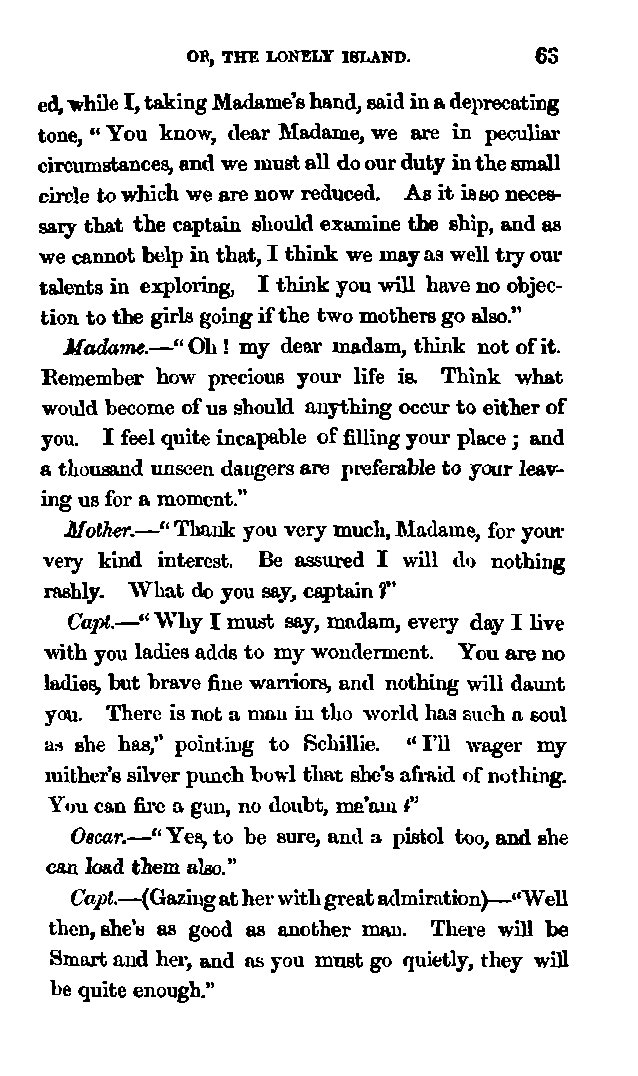 OR, THE LONELY ISLAND. 63
ed, while I, taking Madame's hand, said in a deprecating
tone, "You know, dear Madame, we are in peculiar
circumstances, and we must all do our duty in the small
circle to which we are now reduced. As it is so neces-
sary that the captain should examine the ship, and as
we cannot help in that, I think we may as well try our
talents in exploring, I think you will have no objec-
tion to the girls going if the two mothers go also."
Madame.—"Oh! my dear madam, think not of it.
Remember how precious your life is. Think what
would become of us should anything occur to either of
you. I feel quite incapable of filling your place; and
a thousand unseen dangers are preferable to your leav-
ing us for a moment."
Mother.—"Thank you very much, Madame, for your
very kind interest. Be assured I will do nothing
rashly. What do you say, captain?"
Capt.—"Why I must say, madam, every day I live
with you ladies adds to my wonderment. You are no
ladies, but brave fine warriors, and nothing will daunt
you. There is not a man in the world has such a soul
as she has," pointing to Schillie. "I'll wager my
mither's silver punch bowl that she's afraid of nothing.
You can fire a gun, no doubt, ma'am?"
Oscar.—"Yes, to be sure, and a pistol too, and she
can load them also."
Capt.—(Gazing at her with great admiration)—"Well
then, she's as good as another man. There will be
Smart and her, and as you must go quietly, they will
be quite enough."